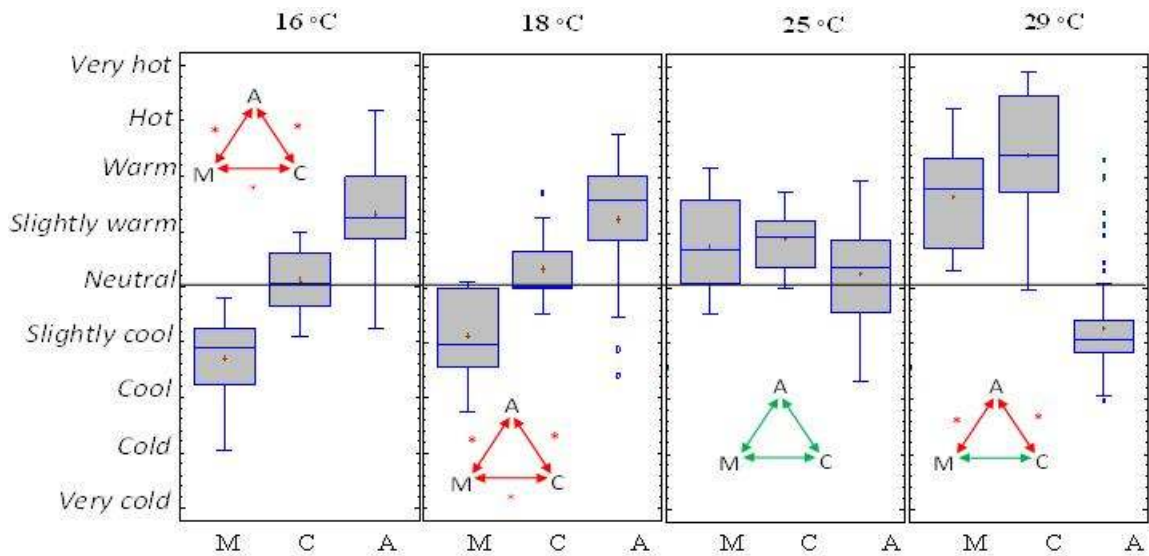 16 °C 18 °C 25 °C 29 °C
Very hot
Hot
Warm
Slightly warm
Neutral
Slightly cool
Cool
Cold
Very cold
A
* *
M C
*
A
* *
M C
*
A
M C
A
* *
M C
M C A M C A M C A M C A